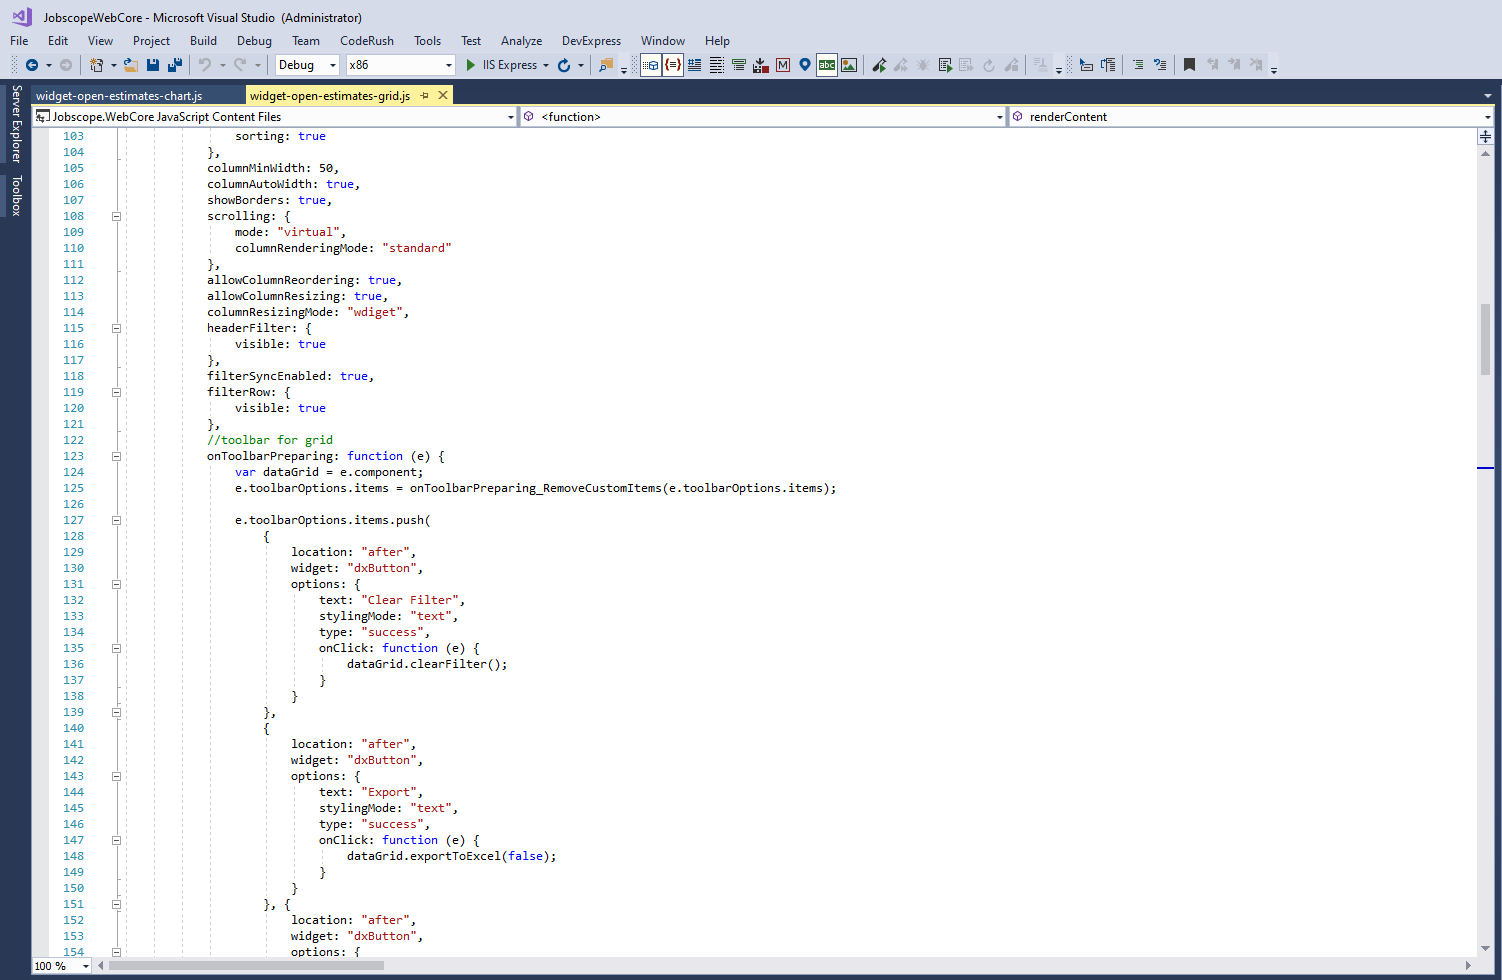 JobscopeWebCore - Microsoft Visual Studio (Administrator)
File Edit View Project Build Debug Team CodeRush Tools Test Analyze DevExpress Window Help
Debug x86 IIS Express
Server Explorer
Toolbox
widget-open-estimates-chart.js widget-open-estimates-grid.js
Jobscope.WebCore JavaScript Content Files <function> renderContent
103 sorting: true
104 },
105 columnMinWidth: 50,
106 columnAutoWidth: true,
107 showBorders: true,
108 scrolling: {
109 mode: "virtual",
110 columnRenderingMode: "standard"
111 },
112 allowColumnReordering: true,
113 allowColumnResizing: true,
114 columnResizingMode: "wdiget",
115 headerFilter: {
116 visible: true
117 },
118 filterSyncEnabled: true,
119 filterRow: {
120 visible: true
121 },
122 //toolbar for grid
123 onToolbarPreparing: function (e) {
124 var dataGrid = e.component;
125 e.toolbarOptions.items = onToolbarPreparing_RemoveCustomItems(e.toolbarOptions.items);
126
127 e.toolbarOptions.items.push(
128 {
129 location: "after",
130 widget: "dxButton",
131 options: {
132 text: "Clear Filter",
133 stylingMode: "text",
134 type: "success",
135 onClick: function (e) {
136 dataGrid.clearFilter();
137 }
138 }
139 },
140 {
141 location: "after",
142 widget: "dxButton",
143 options: {
144 text: "Export",
145 stylingMode: "text",
146 type: "success",
147 onClick: function (e) {
148 dataGrid.exportToExcel(false);
149 }
150 }
151 }, {
152 location: "after",
153 widget: "dxButton",
154 options: {
100 %